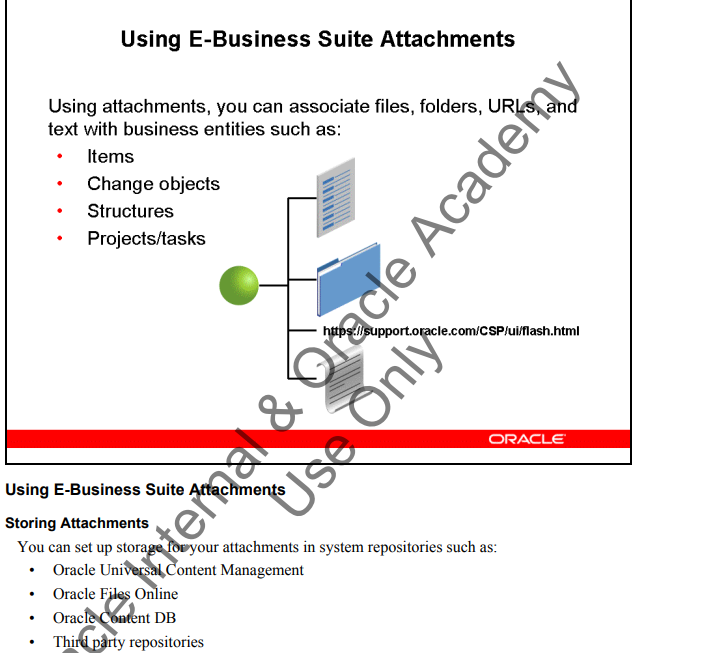 Using E-Business Suite Attachments
Using attachments, you can associate files, folders, URLs, and
text with business entities such as:
• Items
• Change objects
• Structures
• Projects/tasks
https://support.oracle.com/CSP/ui/flash.html
ORACLE
Using E-Business Suite Attachments
Storing Attachments
You can set up storage for your attachments in system repositories such as:
• Oracle Universal Content Management
• Oracle Files Online
• Oracle Content DB
• Third party repositories
Oracle Internal & Oracle Academy
Use Only